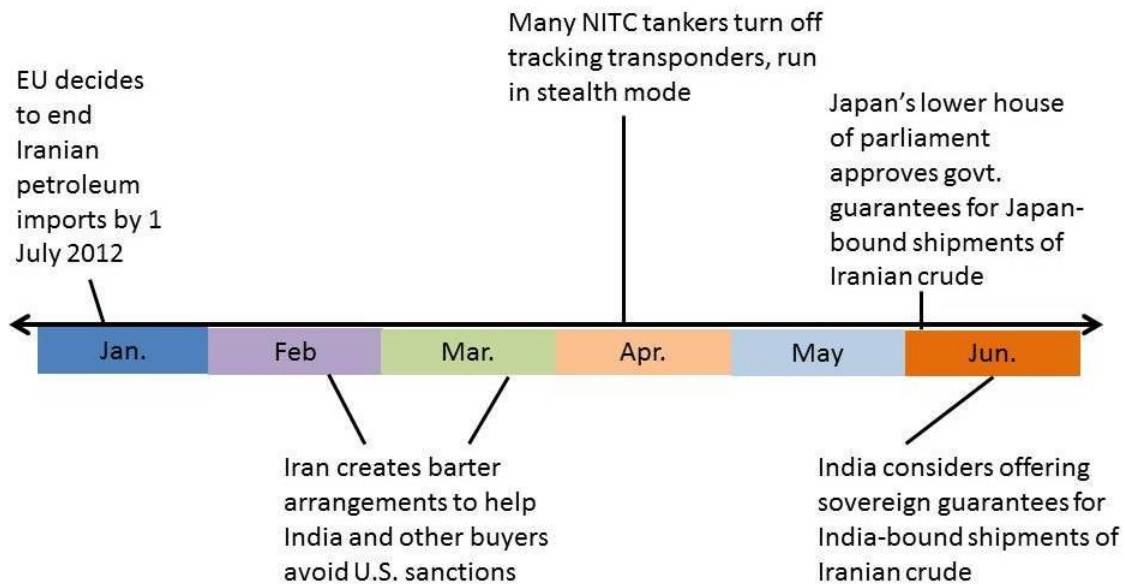 Many NITC tankers turn off
tracking transponders, run
in stealth mode
EU decides
to end
Iranian
petroleum
imports by 1
July 2012
Japan’s lower house
of parliament
approves govt.
guarantees for Japan-
bound shipments of
Iranian crude
Jan.
Feb
Mar.
Apr.
May
Jun.
Iran creates barter
arrangements to help
India and other buyers
avoid U.S. sanctions
India considers offering
sovereign guarantees for
India-bound shipments of
Iranian crude